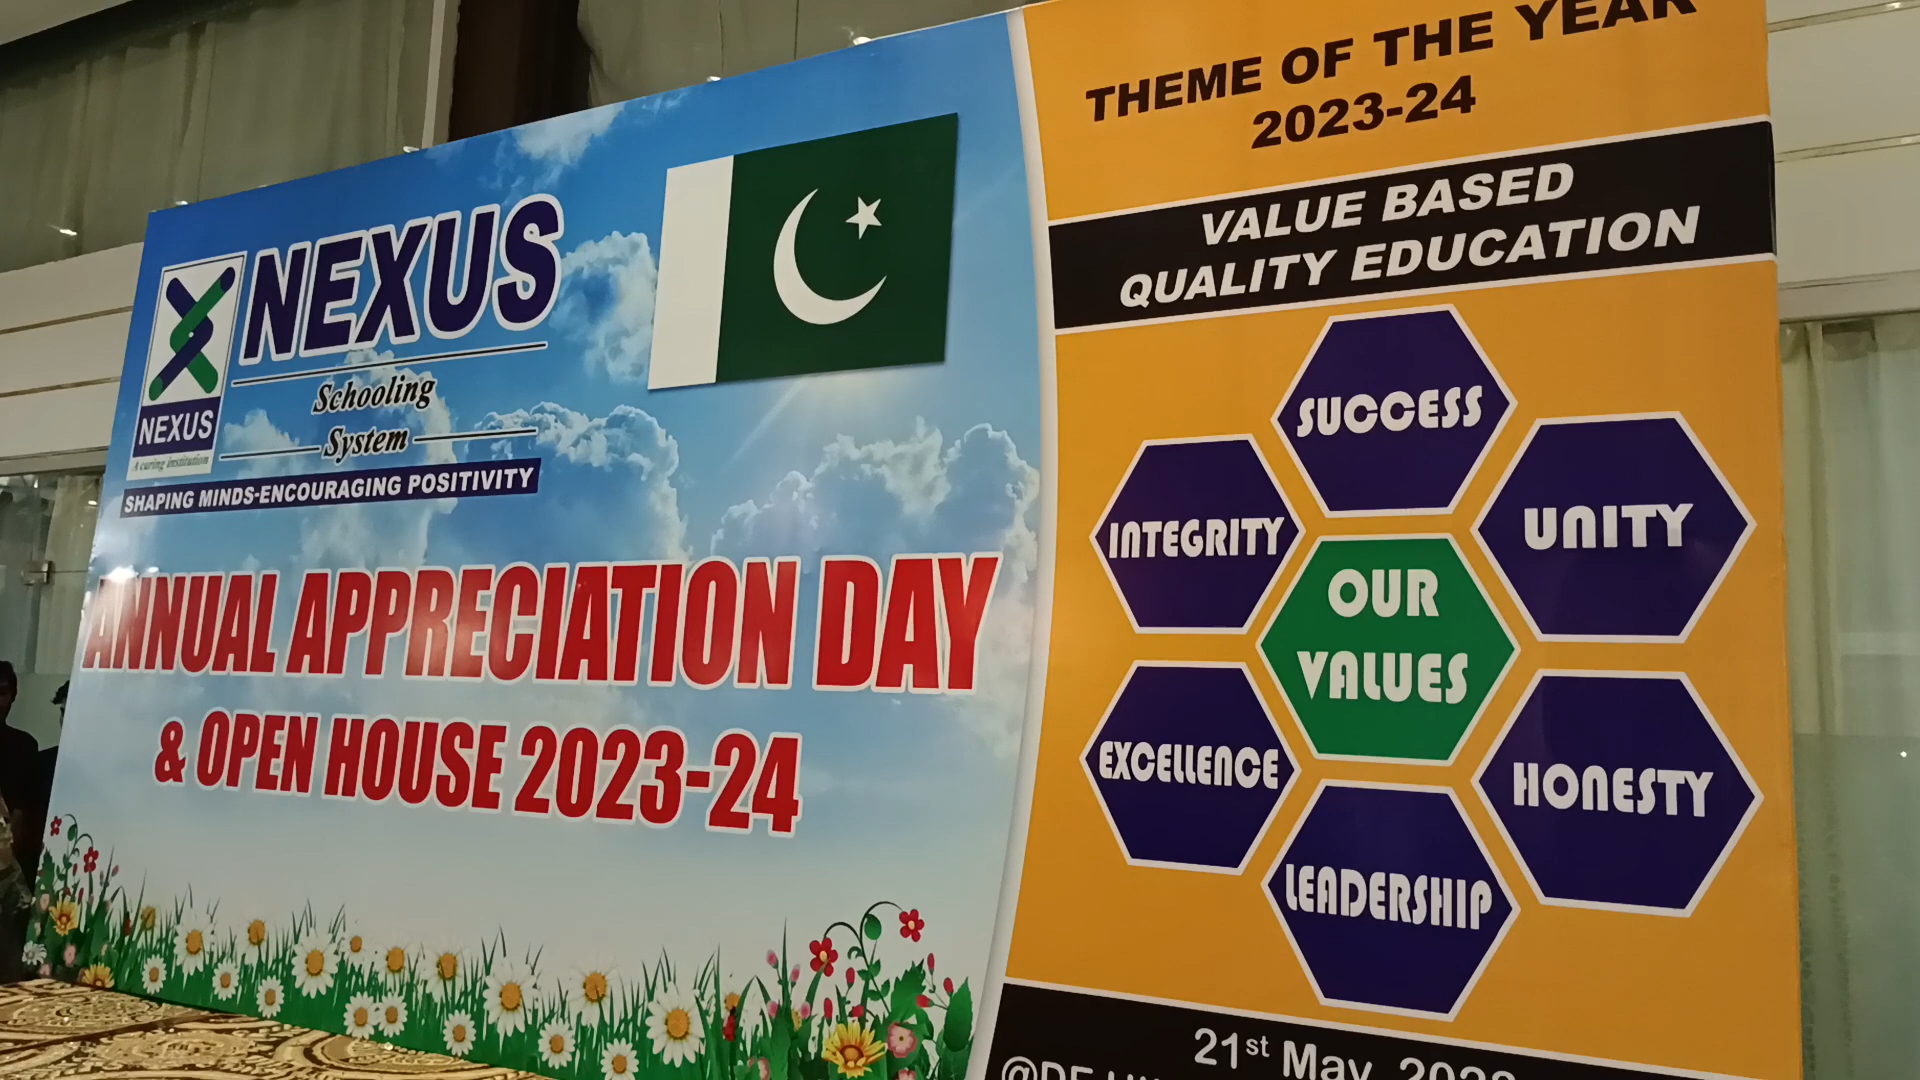 NEXUS
Schooling
System
NEXUS
A caring institution
SHAPING MINDS-ENCOURAGING POSITIVITY
ANNUAL APPRECIATION DAY
& OPEN HOUSE 2023-24
THEME OF THE YEAR
2023-24
VALUE BASED
QUALITY EDUCATION
SUCCESS
UNITY
INTEGRITY
OUR
VALUES
EXCELLENCE
HONESTY
LEADERSHIP
21st May,